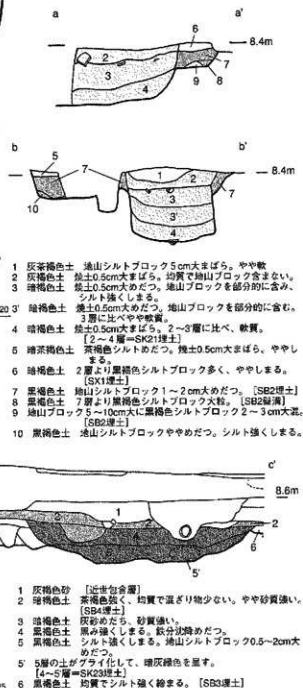 a a'
6
8.4m
2
3
7
4
9 8
b b'
5
7
1 2
8.4m
3
7
10
3'
4
1 灰茶褐色土 地山シルトブロック5cm大まばら。やや軟
2 灰褐色土 焼土0.5cm大まばら。均質で地山ブロック含まない。
3 暗褐色土 焼土0.5cm大めだつ。地山ブロックを部分的に含み、
シルト強くしまる。
3' 暗褐色土 焼土0.5cm大めだつ。地山ブロックを部分的に含む。
3層に比べやや軟質。
4 暗褐色土 焼土0.5cm大まばら。2〜3'層に比べ、軟質。
[2〜4層=SK21埋土]
5 暗茶褐色土 茶褐色シルトめだつ。焼土0.5cm大まばら、ややし
まる。
6 暗褐色土 2層より黒褐色シルトブロック多く、ややしまる。
[SX1埋土]
7 黒褐色土 地山シルトブロック1〜2cm大めだつ。[SB2埋土]
8 黒褐色土 7層より黒褐色シルトブロック大粒。[SB2壁溝]
9 地山ブロック5〜10cm大に黒褐色シルトブロック2〜3cm大混。
[SB2埋土]
10 黒褐色土 地山シルトブロックややめだつ。シルト強くしまる。
20
c'
8.6m
1
3 2 2
6
5'
1 灰褐色砂 [近世包含層]
2 暗褐色土 茶褐色強く、均質で混ざり物少ない。やや砂質強い。
[SB4埋土]
3 暗褐色土 灰砂めだち、砂質強い。
4 黒褐色土 黒み強くしまる。鉄分沈降めだつ。
5 黒褐色土 シルト強くしまる。地山シルトブロック0.5〜2cm大
めだつ。
5' 5層の土がグライ化して、暗灰緑色を呈す。
[4〜5'層=SK23埋土]
6 黒褐色土 均質でシルト強く締まる。[SB3埋土]